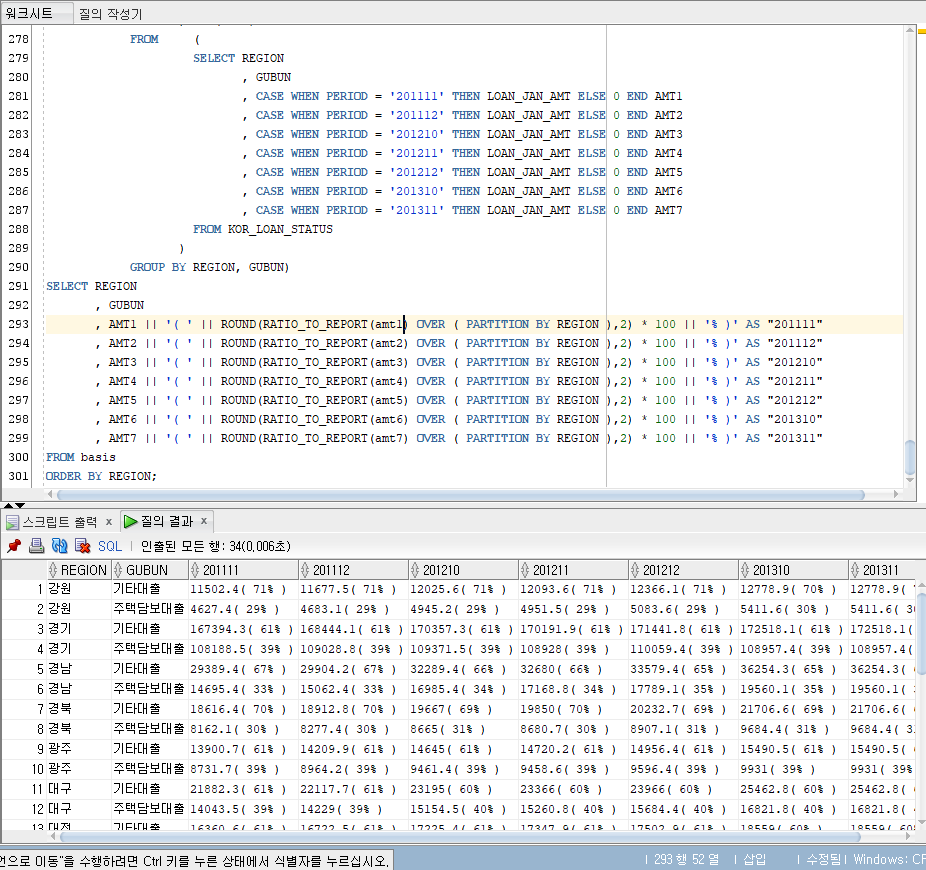 워크시트 질의 작성기
278 FROM (
279 SELECT REGION
280 , GUBUN
281 , CASE WHEN PERIOD = '201111' THEN LOAN_JAN_AMT ELSE 0 END AMT1
282 , CASE WHEN PERIOD = '201112' THEN LOAN_JAN_AMT ELSE 0 END AMT2
283 , CASE WHEN PERIOD = '201210' THEN LOAN_JAN_AMT ELSE 0 END AMT3
284 , CASE WHEN PERIOD = '201211' THEN LOAN_JAN_AMT ELSE 0 END AMT4
285 , CASE WHEN PERIOD = '201212' THEN LOAN_JAN_AMT ELSE 0 END AMT5
286 , CASE WHEN PERIOD = '201310' THEN LOAN_JAN_AMT ELSE 0 END AMT6
287 , CASE WHEN PERIOD = '201311' THEN LOAN_JAN_AMT ELSE 0 END AMT7
288 FROM KOR_LOAN_STATUS
289 )
290 GROUP BY REGION, GUBUN)
291 SELECT REGION
292 , GUBUN
293 , AMT1 || '( ' || ROUND(RATIO_TO_REPORT(amt1) OVER ( PARTITION BY REGION ),2) * 100 || '% )' AS "201111"
294 , AMT2 || '( ' || ROUND(RATIO_TO_REPORT(amt2) OVER ( PARTITION BY REGION ),2) * 100 || '% )' AS "201112"
295 , AMT3 || '( ' || ROUND(RATIO_TO_REPORT(amt3) OVER ( PARTITION BY REGION ),2) * 100 || '% )' AS "201210"
296 , AMT4 || '( ' || ROUND(RATIO_TO_REPORT(amt4) OVER ( PARTITION BY REGION ),2) * 100 || '% )' AS "201211"
297 , AMT5 || '( ' || ROUND(RATIO_TO_REPORT(amt5) OVER ( PARTITION BY REGION ),2) * 100 || '% )' AS "201212"
298 , AMT6 || '( ' || ROUND(RATIO_TO_REPORT(amt6) OVER ( PARTITION BY REGION ),2) * 100 || '% )' AS "201310"
299 , AMT7 || '( ' || ROUND(RATIO_TO_REPORT(amt7) OVER ( PARTITION BY REGION ),2) * 100 || '% )' AS "201311"
300 FROM basis
301 ORDER BY REGION;
스크립트 출력 x 질의 결과 x
SQL | 인출된 모든 행: 34(0,006초)
REGION GUBUN 201111 201112 201210 201211 201212 201310 201311
1 강원 기타대출 11502.4( 71% ) 11677.5( 71% ) 12025.6( 71% ) 12093.6( 71% ) 12366.1( 71% ) 12778.9( 70% ) 12778.9(
2 강원 주택담보대출 4627.4( 29% ) 4683.1( 29% ) 4945.2( 29% ) 4951.5( 29% ) 5083.6( 29% ) 5411.6( 30% ) 5411.6( 30
3 경기 기타대출 167394.3( 61% ) 168444.1( 61% ) 170357.3( 61% ) 170191.9( 61% ) 171441.8( 61% ) 172518.1( 61% ) 172518.1(
4 경기 주택담보대출 108188.5( 39% ) 109028.8( 39% ) 109371.5( 39% ) 108928( 39% ) 110059.4( 39% ) 108957.4( 39% ) 108957.4(
5 경남 기타대출 29389.4( 67% ) 29904.2( 67% ) 32289.4( 66% ) 32680( 66% ) 33579.4( 65% ) 36254.3( 65% ) 36254.3(
6 경남 주택담보대출 14695.4( 33% ) 15062.4( 33% ) 16985.4( 34% ) 17168.8( 34% ) 17789.1( 35% ) 19560.1( 35% ) 19560.1(
7 경북 기타대출 18616.4( 70% ) 18912.8( 70% ) 19667( 69% ) 19850( 70% ) 20232.7( 69% ) 21706.6( 69% ) 21706.6(
8 경북 주택담보대출 8162.1( 30% ) 8277.4( 30% ) 8665( 31% ) 8680.7( 30% ) 8907.1( 31% ) 9684.4( 31% ) 9684.4( 3
9 광주 기타대출 13900.7( 61% ) 14209.9( 61% ) 14645( 61% ) 14720.2( 61% ) 14956.4( 61% ) 15490.5( 61% ) 15490.5(
10 광주 주택담보대출 8731.7( 39% ) 8964.2( 39% ) 9461.4( 39% ) 9458.6( 39% ) 9596.4( 39% ) 9931( 39% ) 9931( 39%
11 대구 기타대출 21882.3( 61% ) 22117.7( 61% ) 23195( 60% ) 23366( 60% ) 23966( 60% ) 25462.8( 60% ) 25462.8(
12 대구 주택담보대출 14043.5( 39% ) 14229( 39% ) 15154.5( 40% ) 15260.8( 40% ) 15684.4( 40% ) 16821.8( 40% ) 16821.8(
13 대전 기타대출 16360.6( 61% ) 16722.5( 61% ) 17225.4( 61% ) 17347.9( 61% ) 17502.9( 61% ) 18559( 60% ) 18559( 60%
언으로 이동"을 수행하려면 Ctrl 키를 누른 상태에서 식별자를 누르십시오. | 293 행 52 열 | 삽입 | 수정됨 | Windows: CF